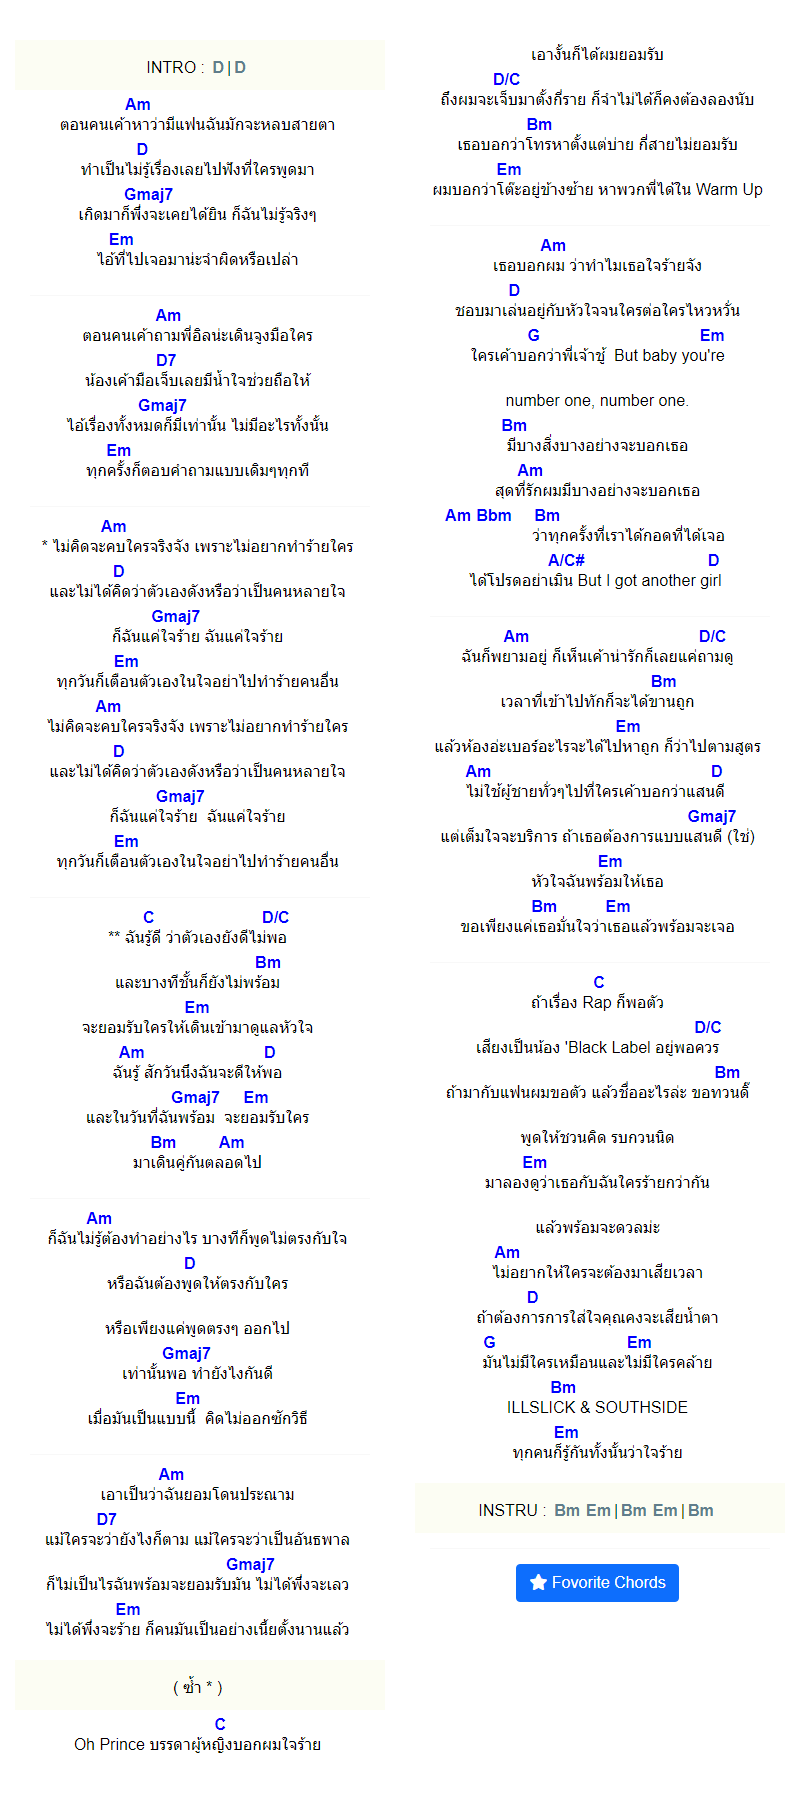 INTRO : D | D
Am
ตอนคนเค้าหาว่ามีแฟนฉันมักจะหลบสายตา
D
ทำเป็นไม่รู้เรื่องเลยไปฟังที่ใครพูดมา
Gmaj7
เกิดมาก็พึ่งจะเคยได้ยิน ก็ฉันไม่รู้จริงๆ
Em
ไอ้ที่ไปเจอมาน่ะจำผิดหรือเปล่า
Am
ตอนคนเค้าถามพี่อิลน่ะเดินจูงมือใคร
D7
น้องเค้ามือเจ็บเลยมีน้ำใจช่วยถือให้
Gmaj7
ไอ้เรื่องทั้งหมดก็มีเท่านั้น ไม่มีอะไรทั้งนั้น
Em
ทุกครั้งก็ตอบคำถามแบบเดิมๆทุกที
Am
* ไม่คิดจะคบใครจริงจัง เพราะไม่อยากทำร้ายใคร
D
และไม่ได้คิดว่าตัวเองดังหรือว่าเป็นคนหลายใจ
Gmaj7
ก็ฉันแค่ใจร้าย ฉันแค่ใจร้าย
Em
ทุกวันก็เตือนตัวเองในใจอย่าไปทำร้ายคนอื่น
Am
ไม่คิดจะคบใครจริงจัง เพราะไม่อยากทำร้ายใคร
D
และไม่ได้คิดว่าตัวเองดังหรือว่าเป็นคนหลายใจ
Gmaj7
ก็ฉันแค่ใจร้าย ฉันแค่ใจร้าย
Em
ทุกวันก็เตือนตัวเองในใจอย่าไปทำร้ายคนอื่น
C D/C
** ฉันรู้ดี ว่าตัวเองยังดีไม่พอ
Bm
และบางทีชั้นก็ยังไม่พร้อม
Em
จะยอมรับใครให้เดินเข้ามาดูแลหัวใจ
Am D
ฉันรู้ สักวันนึงฉันจะดีให้พอ
Gmaj7 Em
และในวันที่ฉันพร้อม จะยอมรับใคร
Bm Am
มาเดินคู่กันตลอดไป
Am
ก็ฉันไม่รู้ต้องทำอย่างไร บางทีก็พูดไม่ตรงกับใจ
D
หรือฉันต้องพูดให้ตรงกับใคร
หรือเพียงแค่พูดตรงๆ ออกไป
Gmaj7
เท่านั้นพอ ทำยังไงกันดี
Em
เมื่อมันเป็นแบบนี้ คิดไม่ออกซักวิธี
Am
เอาเป็นว่าฉันยอมโดนประณาม
D7
แม้ใครจะว่ายังไงก็ตาม แม้ใครจะว่าเป็นอันธพาล
Gmaj7
ก็ไม่เป็นไรฉันพร้อมจะยอมรับมัน ไม่ได้พึ่งจะเลว
Em
ไม่ได้พึ่งจะร้าย ก็คนมันเป็นอย่างเนี้ยตั้งนานแล้ว
( ซ้ำ * )
C
Oh Prince บรรดาผู้หญิงบอกผมใจร้าย
เอางั้นก็ได้ผมยอมรับ
D/C
ถึงผมจะเจ็บมาตั้งกี่ราย ก็จำไม่ได้ก็คงต้องลองนับ
Bm
เธอบอกว่าโทรหาตั้งแต่บ่าย กี่สายไม่ยอมรับ
Em
ผมบอกว่าโต๊ะอยู่ข้างซ้าย หาพวกพี่ได้ใน Warm Up
Am
เธอบอกผม ว่าทำไมเธอใจร้ายจัง
D
ชอบมาเล่นอยู่กับหัวใจจนใครต่อใครไหวหวั่น
G Em
ใครเค้าบอกว่าพี่เจ้าชู้ But baby you're
number one, number one.
Bm
มีบางสิ่งบางอย่างจะบอกเธอ
Am
สุดที่รักผมมีบางอย่างจะบอกเธอ
Am Bbm Bm
ว่าทุกครั้งที่เราได้กอดที่ได้เจอ
A/C# D
ได้โปรดอย่าเมิน But I got another girl
Am D/C
ฉันก็พยามอยู่ ก็เห็นเค้าน่ารักก็เลยแค่ถามดู
Bm
เวลาที่เข้าไปทักก็จะได้ขานถูก
Em
แล้วห้องอ่ะเบอร์อะไรจะได้ไปหาถูก ก็ว่าไปตามสูตร
Am D
ไม่ใช้ผู้ชายทั่วๆไปที่ใครเค้าบอกว่าแสนดี
Gmaj7
แต่เต็มใจจะบริการ ถ้าเธอต้องการแบบแสนดี (ใช่)
Em
หัวใจฉันพร้อมให้เธอ
Bm Em
ขอเพียงแค่เธอมั่นใจว่าเธอแล้วพร้อมจะเจอ
C
ถ้าเรื่อง Rap ก็พอตัว
D/C
เสียงเป็นน้อง 'Black Label อยู่พอควร
Bm
ถ้ามากับแฟนผมขอตัว แล้วชื่ออะไรล่ะ ขอทวนดิ๊
พูดให้ชวนคิด รบกวนนิด
Em
มาลองดูว่าเธอกับฉันใครร้ายกว่ากัน
แล้วพร้อมจะดวลม่ะ
Am
ไม่อยากให้ใครจะต้องมาเสียเวลา
D
ถ้าต้องการการใส่ใจคุณคงจะเสียน้ำตา
G Em
มันไม่มีใครเหมือนและไม่มีใครคล้าย
Bm
ILLSLICK & SOUTHSIDE
Em
ทุกคนก็รู้กันทั้งนั้นว่าใจร้าย
INSTRU : Bm Em | Bm Em | Bm
Fovorite Chords